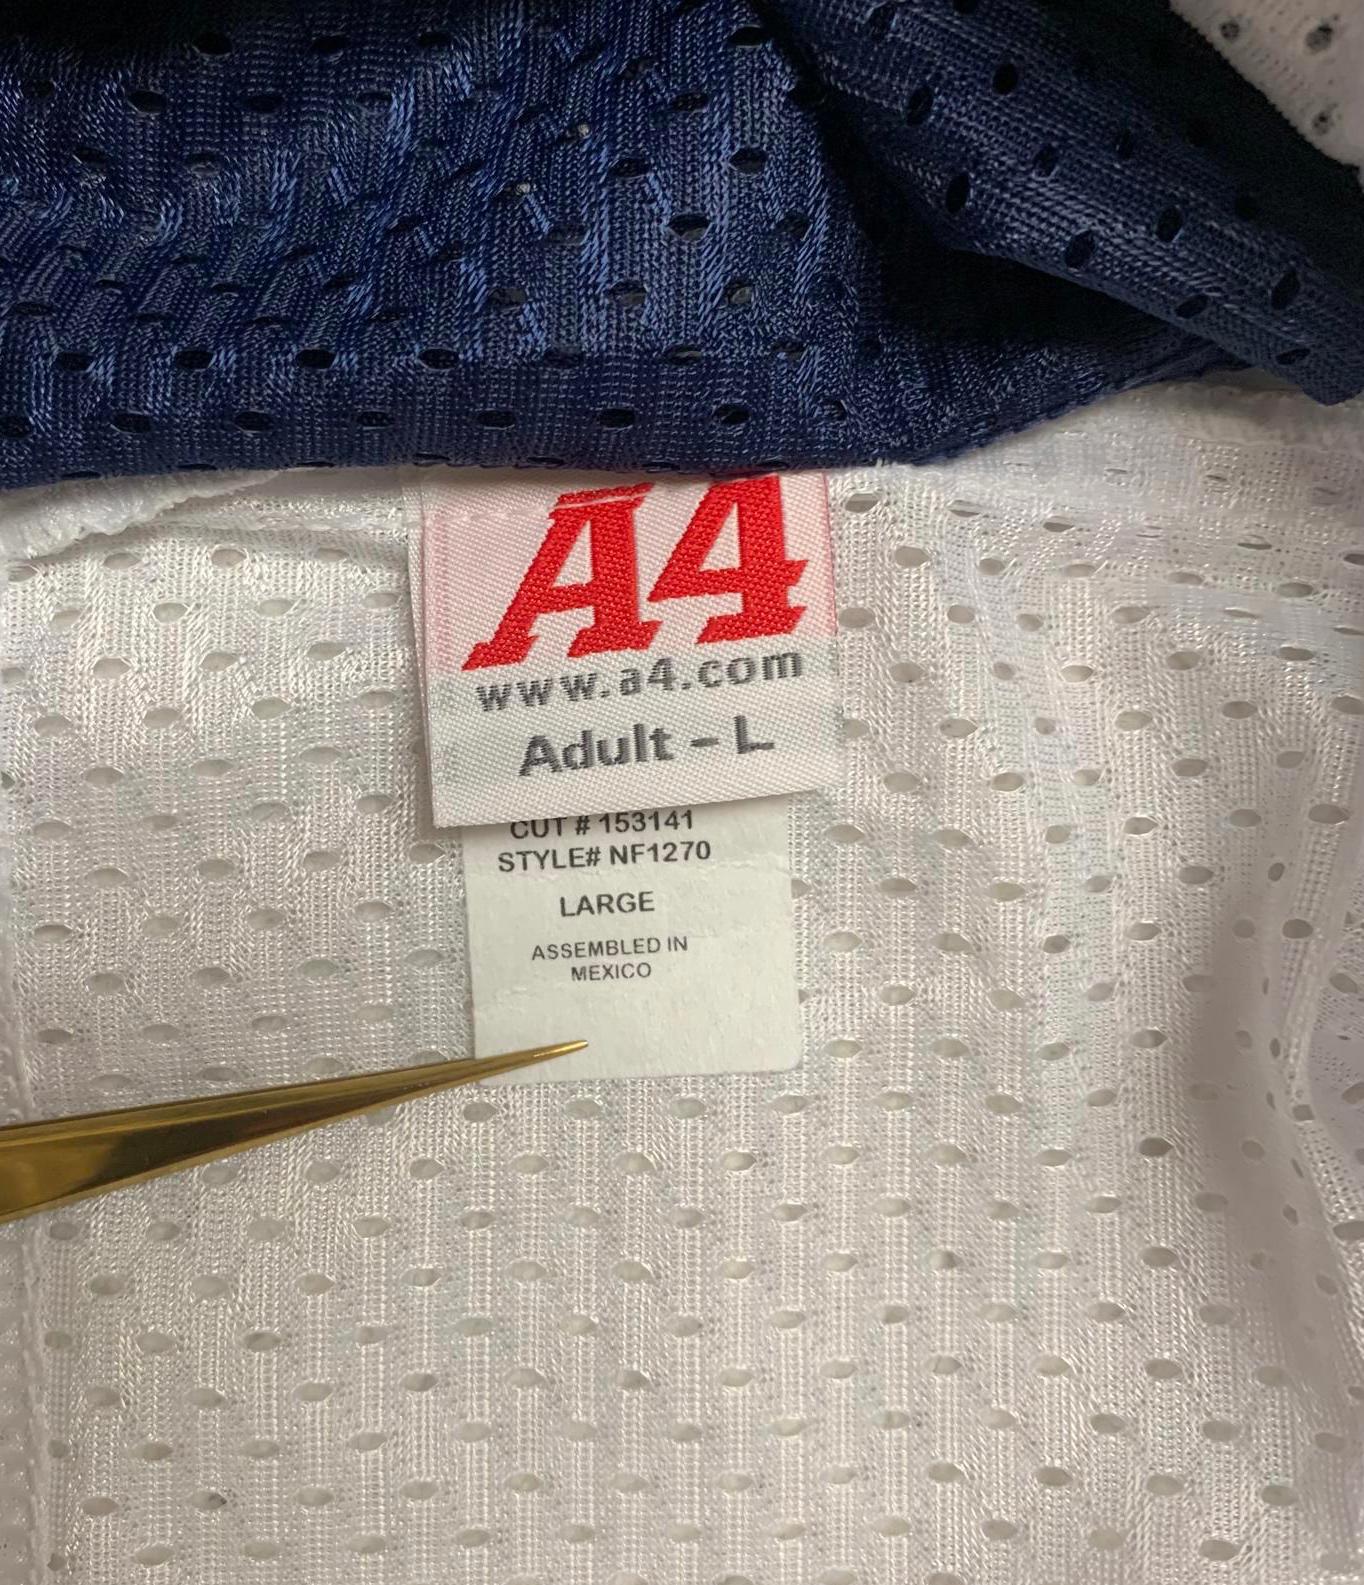 A4
www.a4.com
Adult - L
CUT # 153141
STYLE# NF1270
LARGE
ASSEMBLED IN
MEXICO